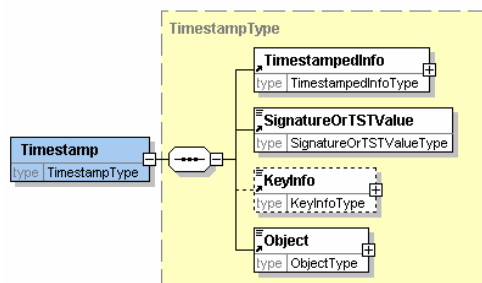 TimestampType
TimestampedInfo
type TimestampedInfoType
SignatureOrTSTValue
type SignatureOrTSTValueType
Timestamp
type TimestampType
KeyInfo
type KeyInfoType
Object
type ObjectType